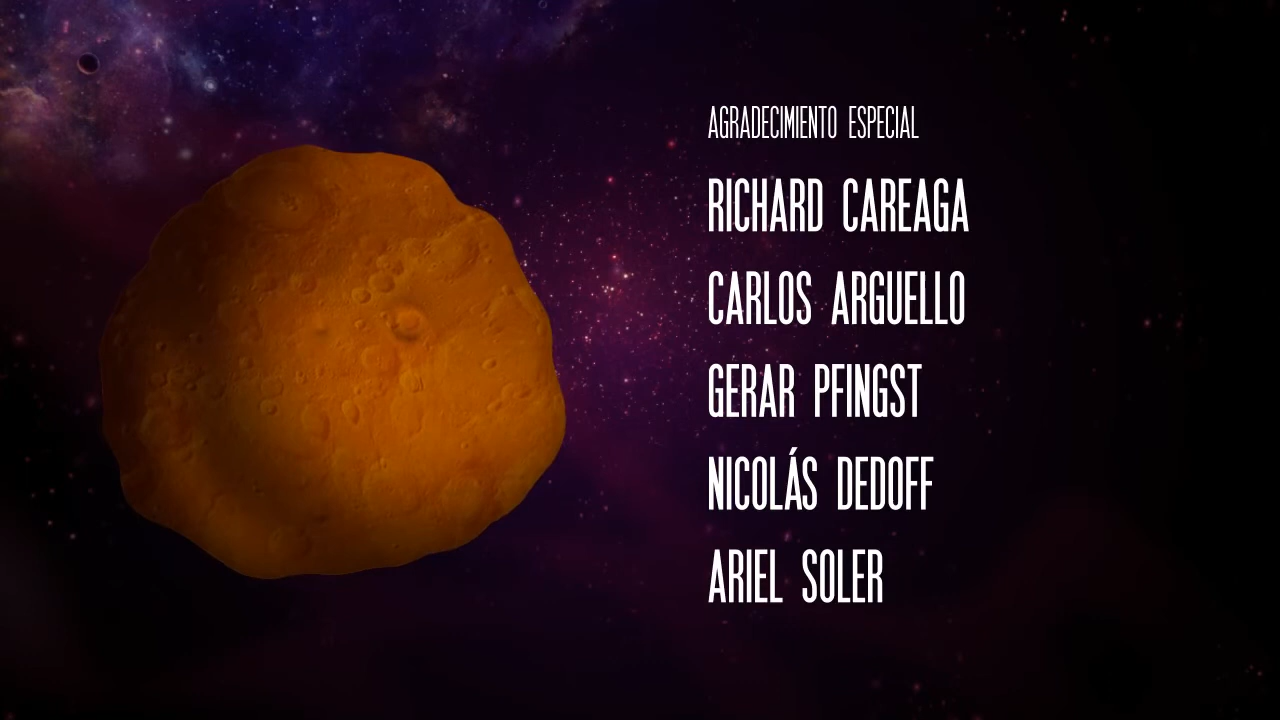 AGRADECIMIENTO ESPECIAL
RICHARD CAREAGA
CARLOS ARGUELLO
GERAR PFINGST
NICOLÁS DEDOFF
ARIEL SOLER